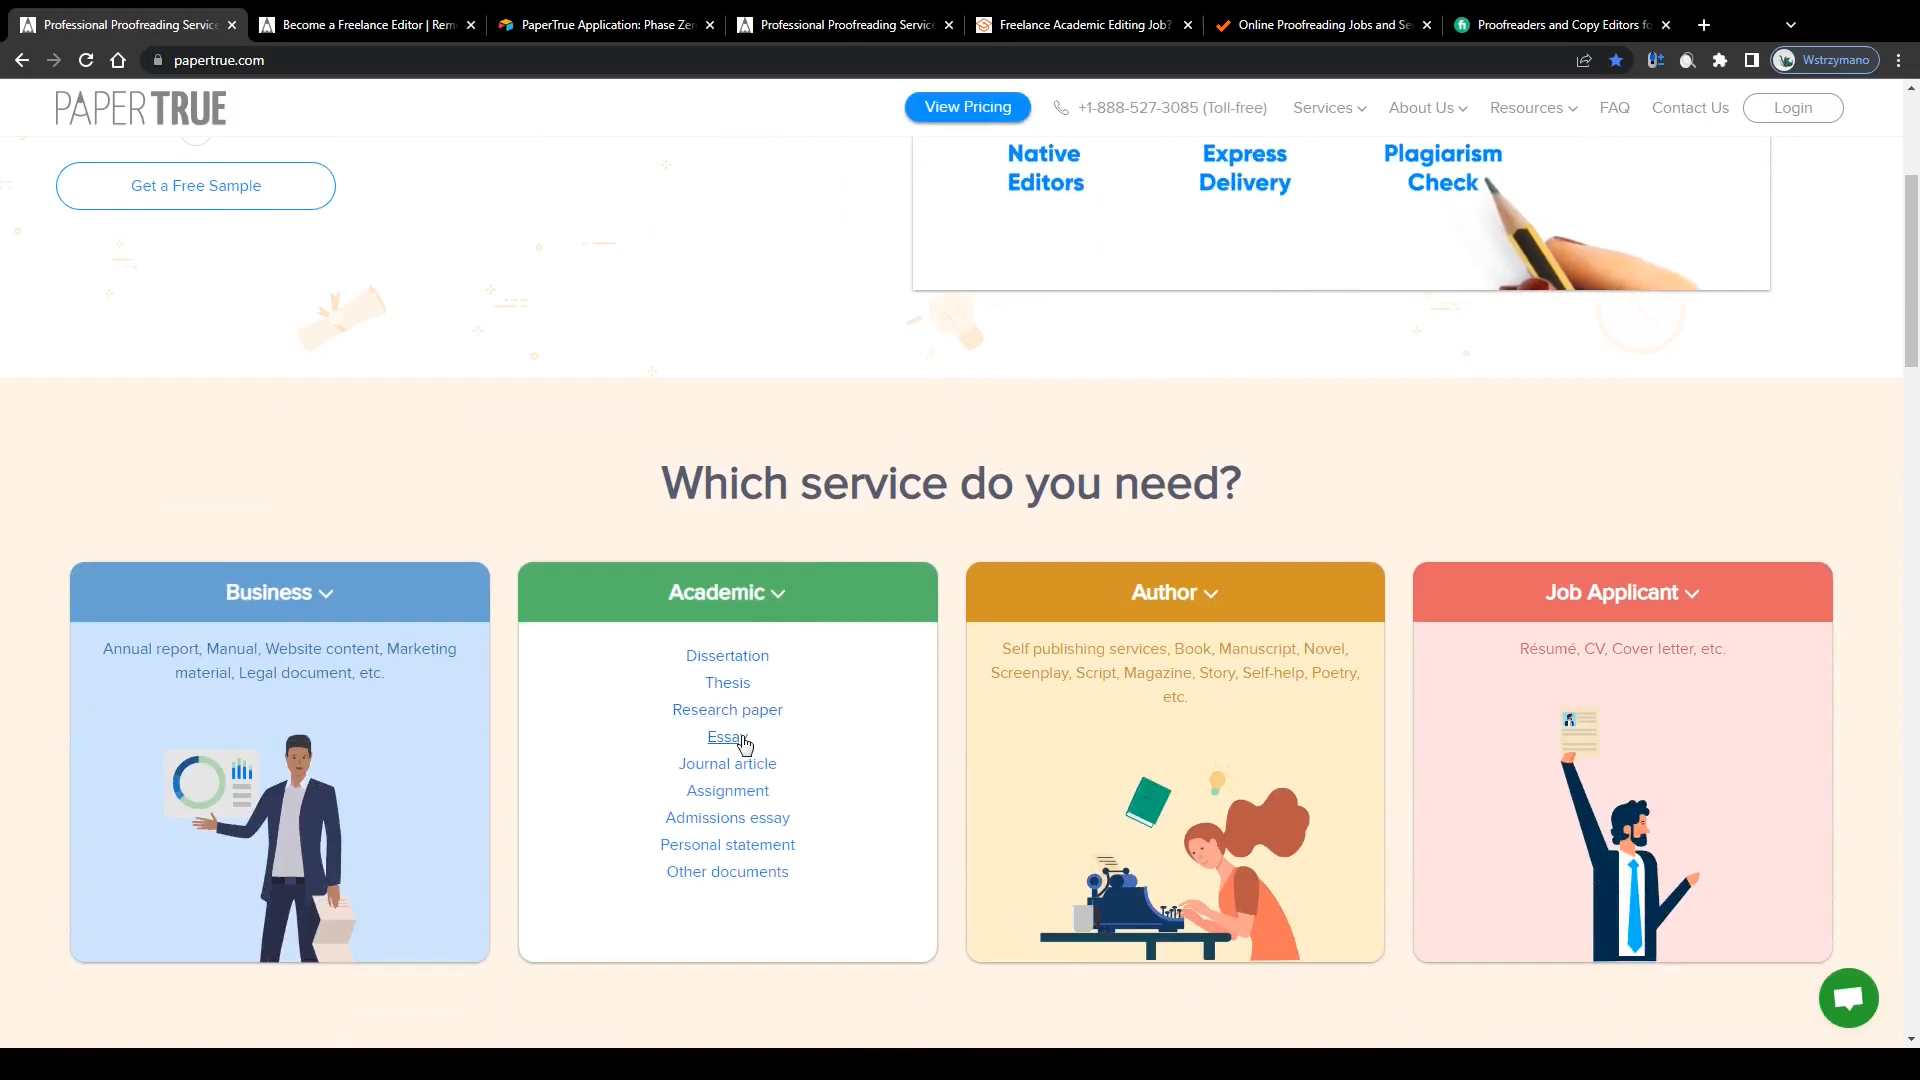 Professional Proofreading Service
Become a Freelance Editor | Rem
PaperTrue Application: Phase Zer
Professional Proofreading Service
Freelance Academic Editing Job?
Online Proofreading Jobs and Se
Proofreaders and Copy Editors fo
papertrue.com
Wstrzymano
PAPERTRUE
View Pricing
+1-888-527-3085 (Toll-free)
Services
About Us
Resources
FAQ
Contact Us
Login
Get a Free Sample
Native
Editors
Express
Delivery
Plagiarism
Check
Which service do you need?
Business
Annual report, Manual, Website content, Marketing
material, Legal document, etc.
Academic
Dissertation
Thesis
Research paper
Essay
Journal article
Assignment
Admissions essay
Personal statement
Other documents
Author
Self publishing services, Book, Manuscript, Novel,
Screenplay, Script, Magazine, Story, Self-help, Poetry,
etc.
Job Applicant
Résumé, CV, Cover letter, etc.